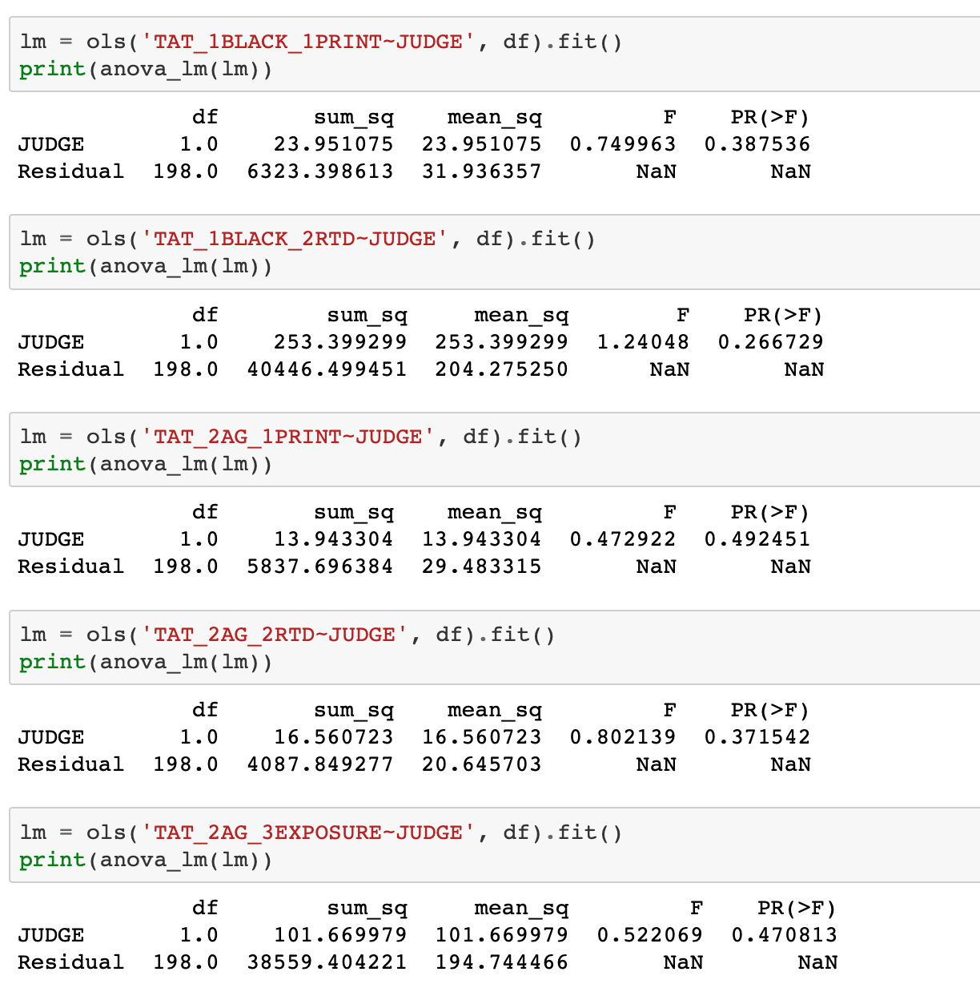 lm = ols('TAT_1BLACK_1PRINT~JUDGE', df).fit()
print(anova_lm(lm))
df sum_sq mean_sq F PR(>F)
JUDGE 1.0 23.951075 23.951075 0.749963 0.387536
Residual 198.0 6323.398613 31.936357 NaN NaN
lm = ols('TAT_1BLACK_2RTD~JUDGE', df).fit()
print(anova_lm(lm))
df sum_sq mean_sq F PR(>F)
JUDGE 1.0 253.399299 253.399299 1.24048 0.266729
Residual 198.0 40446.499451 204.275250 NaN NaN
lm = ols('TAT_2AG_1PRINT~JUDGE', df).fit()
print(anova_lm(lm))
df sum_sq mean_sq F PR(>F)
JUDGE 1.0 13.943304 13.943304 0.472922 0.492451
Residual 198.0 5837.696384 29.483315 NaN NaN
lm = ols('TAT_2AG_2RTD~JUDGE', df).fit()
print(anova_lm(lm))
df sum_sq mean_sq F PR(>F)
JUDGE 1.0 16.560723 16.560723 0.802139 0.371542
Residual 198.0 4087.849277 20.645703 NaN NaN
lm = ols('TAT_2AG_3EXPOSURE~JUDGE', df).fit()
print(anova_lm(lm))
df sum_sq mean_sq F PR(>F)
JUDGE 1.0 101.669979 101.669979 0.522069 0.470813
Residual 198.0 38559.404221 194.744466 NaN NaN